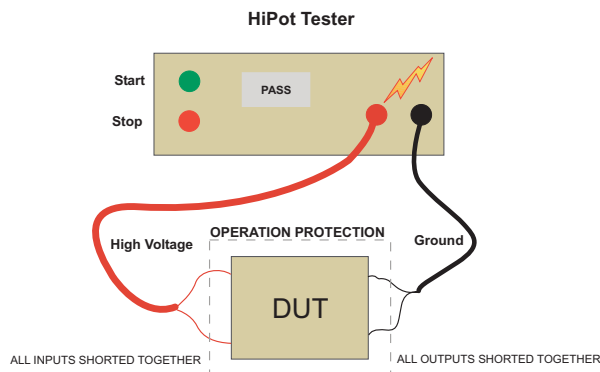 HiPot Tester
Start
PASS
Stop
OPERATION PROTECTION
High Voltage
Ground
DUT
ALL INPUTS SHORTED TOGETHER
ALL OUTPUTS SHORTED TOGETHER